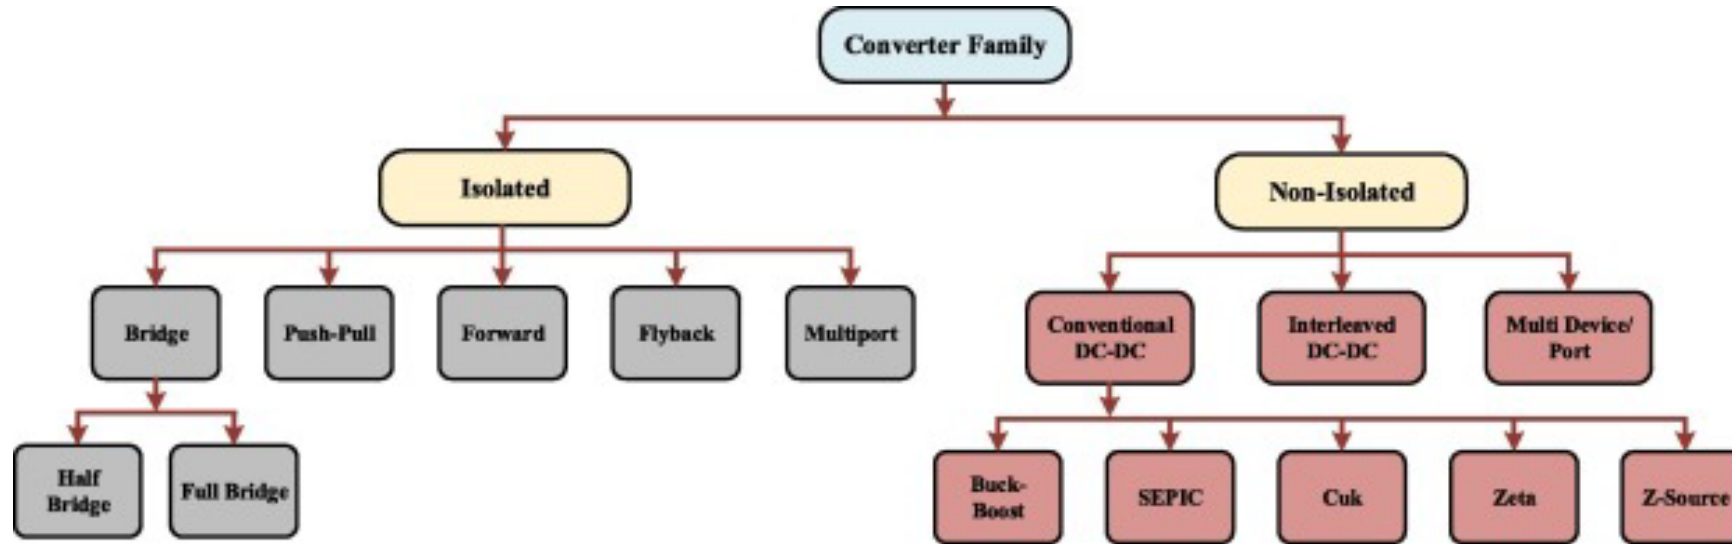 Converter Family
Isolated
Non-Isolated
Bridge
Push-Pull
Forward
Flyback
Multiport
Conventional
DC-DC
Interleaved
DC-DC
Multi Device/
Port
Half
Bridge
Full Bridge
Buck-
Boost
SEPIC
Cuk
Zeta
Z-Source